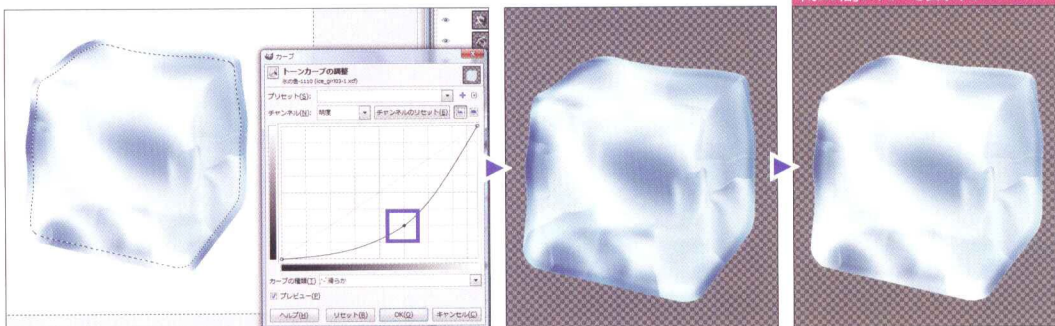 カーブ
トーンカーブの調整
プリセット(S):
チャンネル(N): 明度 チャンネルのリセット(E)
カーブの種類(T): 滑らか
プレビュー(P)
ヘルプ(H) リセット(R) OK(O) キャンセル(C)